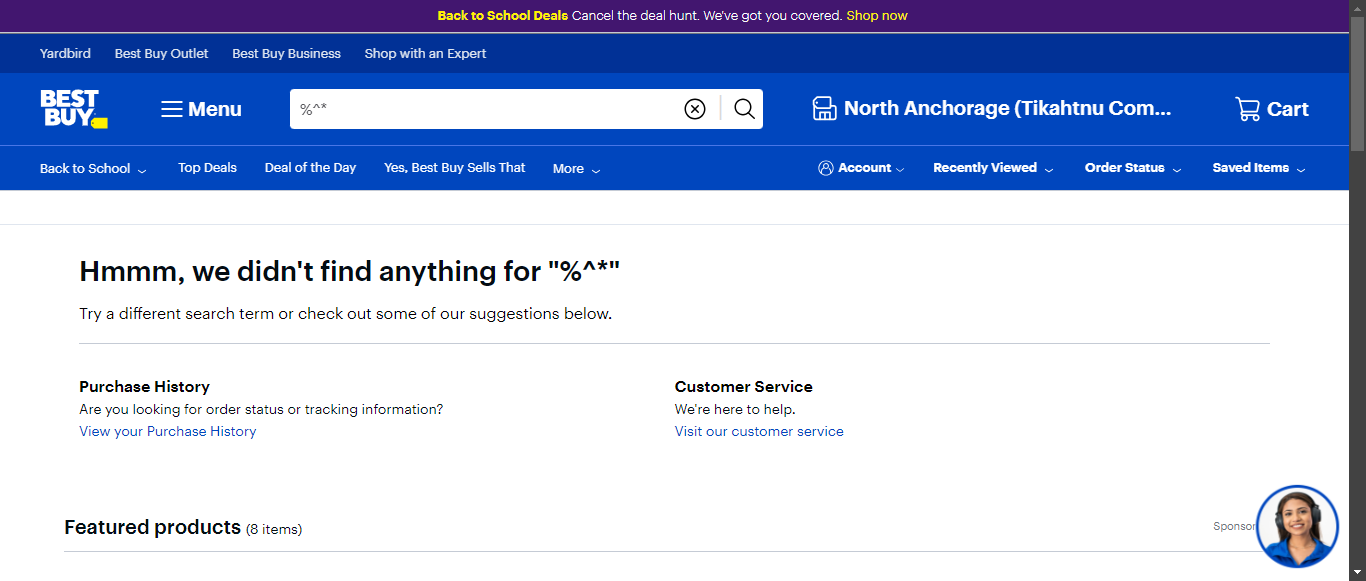 Back to School Deals Cancel the deal hunt. We've got you covered. Shop now
Yardbird Best Buy Outlet Best Buy Business Shop with an Expert
BEST BUY Menu %^* North Anchorage (Tikahtnu Com... Cart
Back to School Top Deals Deal of the Day Yes, Best Buy Sells That More Account Recently Viewed Order Status Saved Items
Hmmm, we didn't find anything for "%^*"
Try a different search term or check out some of our suggestions below.
Purchase History
Are you looking for order status or tracking information?
View your Purchase History
Customer Service
We're here to help.
Visit our customer service
Featured products (8 items) Sponsor